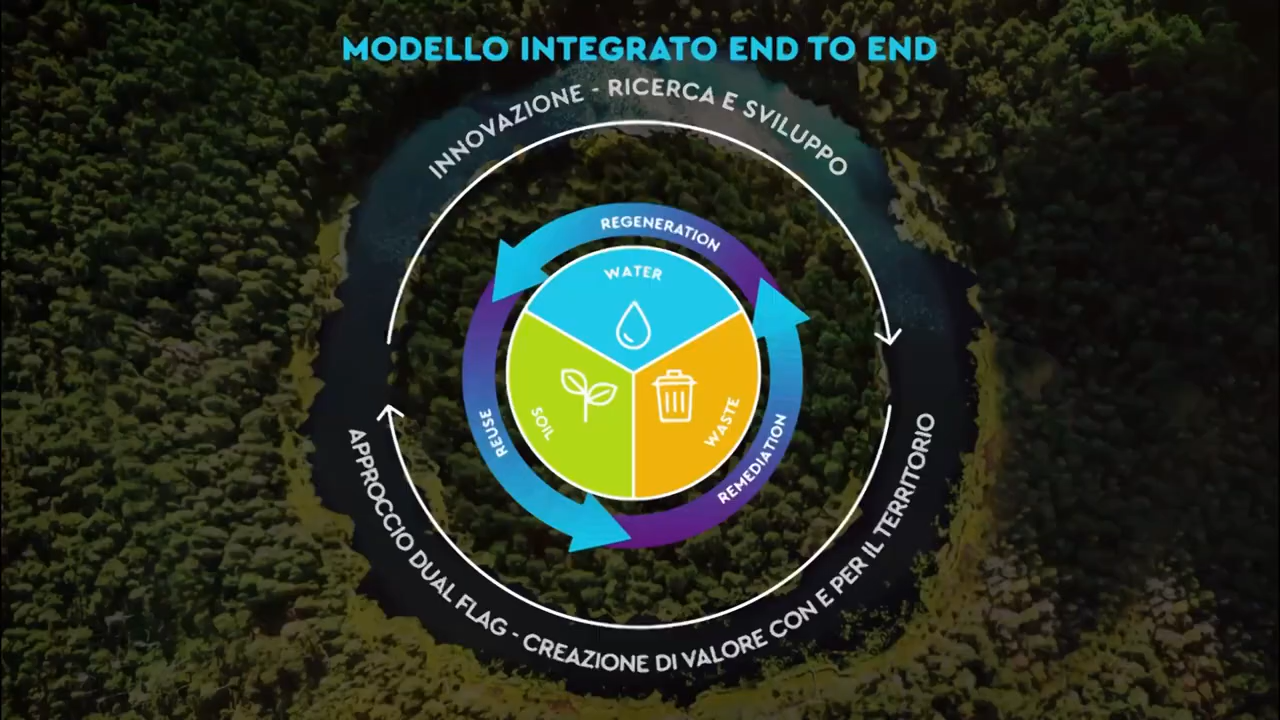 MODELLO INTEGRATO END TO END
INNOVAZIONE - RICERCA E SVILUPPO
REGENERATION
WATER
SOIL
WASTE
REUSE
REMEDIATION
APPROCCIO DUAL FLAG - CREAZIONE DI VALORE CON E PER IL TERRITORIO